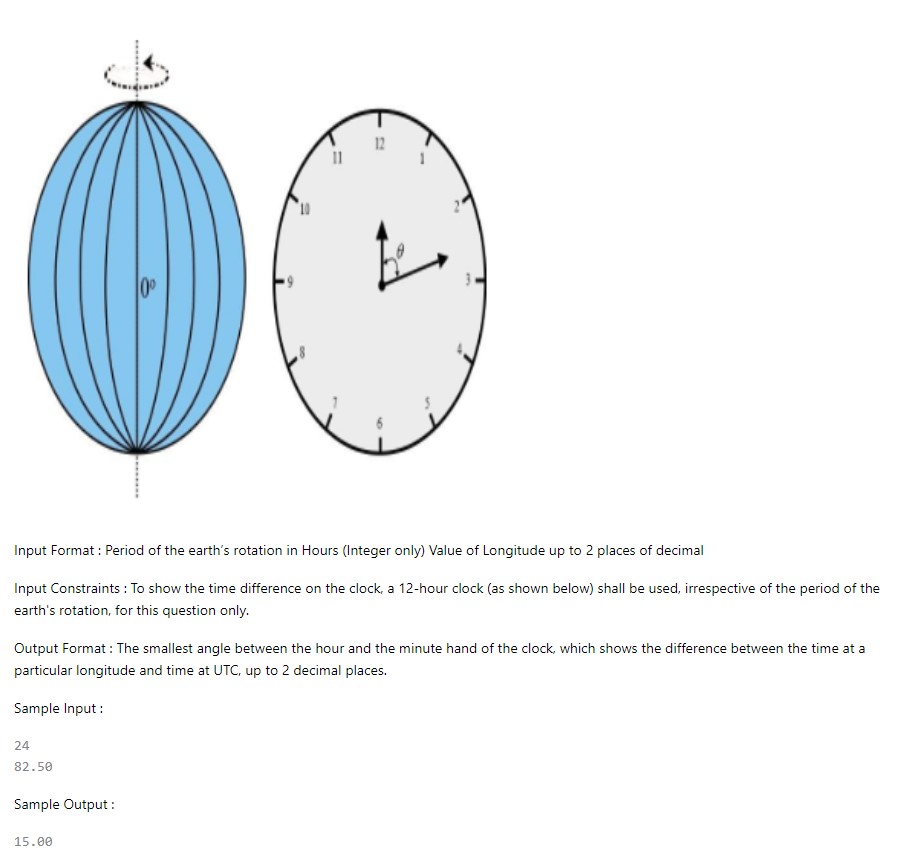 0°
12
11
1
10
2
θ
9
3
8
4
7
5
6
Input Format : Period of the earth's rotation in Hours (Integer only) Value of Longitude up to 2 places of decimal
Input Constraints : To show the time difference on the clock, a 12-hour clock (as shown below) shall be used, irrespective of the period of the
earth's rotation, for this question only.
Output Format : The smallest angle between the hour and the minute hand of the clock, which shows the difference between the time at a
particular longitude and time at UTC, up to 2 decimal places.
Sample Input :
24
82.50
Sample Output :
15.00